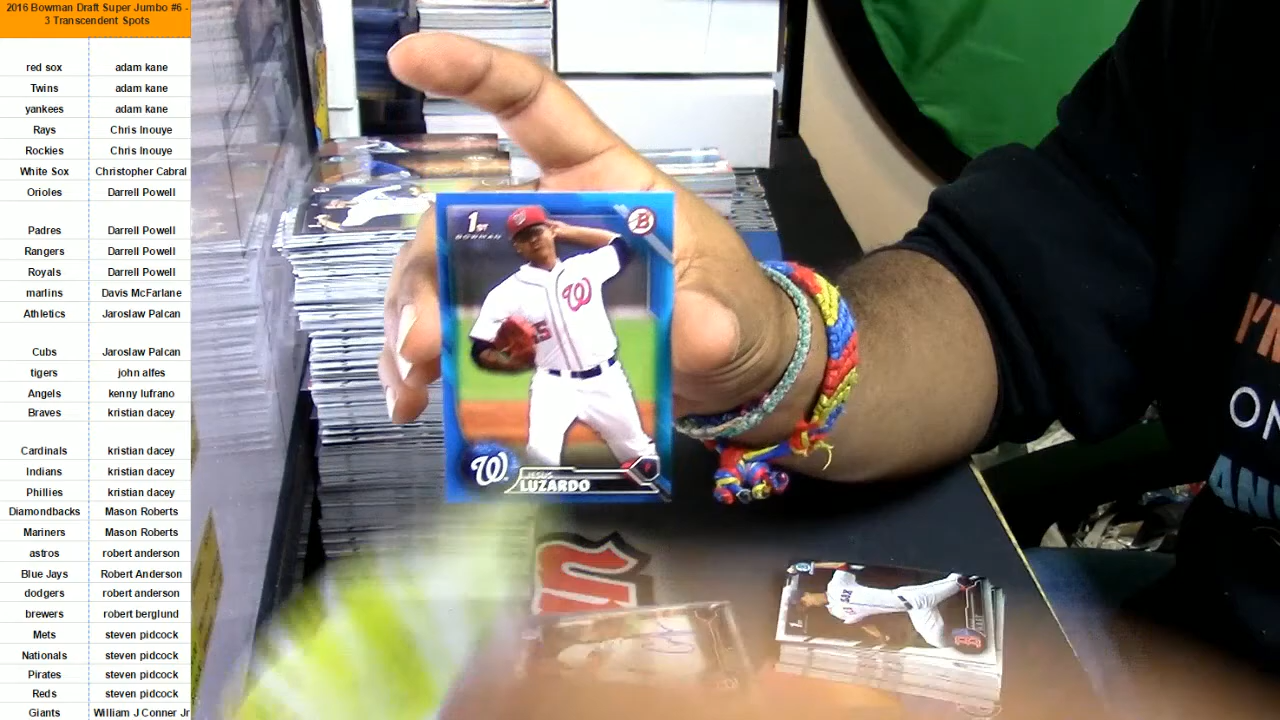 2016 Bowman Draft Super Jumbo #6 -
3 Transcendent Spots
red sox adam kane
Twins adam kane
yankees adam kane
Rays Chris Inouye
Rockies Chris Inouye
White Sox Christopher Cabral
Orioles Darrell Powell
Padres Darrell Powell
Rangers Darrell Powell
Royals Darrell Powell
marlins Davis McFarlane
Athletics Jaroslaw Palcan
Cubs Jaroslaw Palcan
tigers john alfes
Angels kenny lufrano
Braves kristian dacey
Cardinals kristian dacey
Indians kristian dacey
Phillies kristian dacey
Diamondbacks Mason Roberts
Mariners Mason Roberts
astros robert anderson
Blue Jays Robert Anderson
dodgers robert anderson
brewers robert berglund
Mets steven pidcock
Nationals steven pidcock
Pirates steven pidcock
Reds steven pidcock
Giants William J Conner Jr
1ST
BOWMAN
B
W
W
JESUS
LUZARDO
I'M
ON